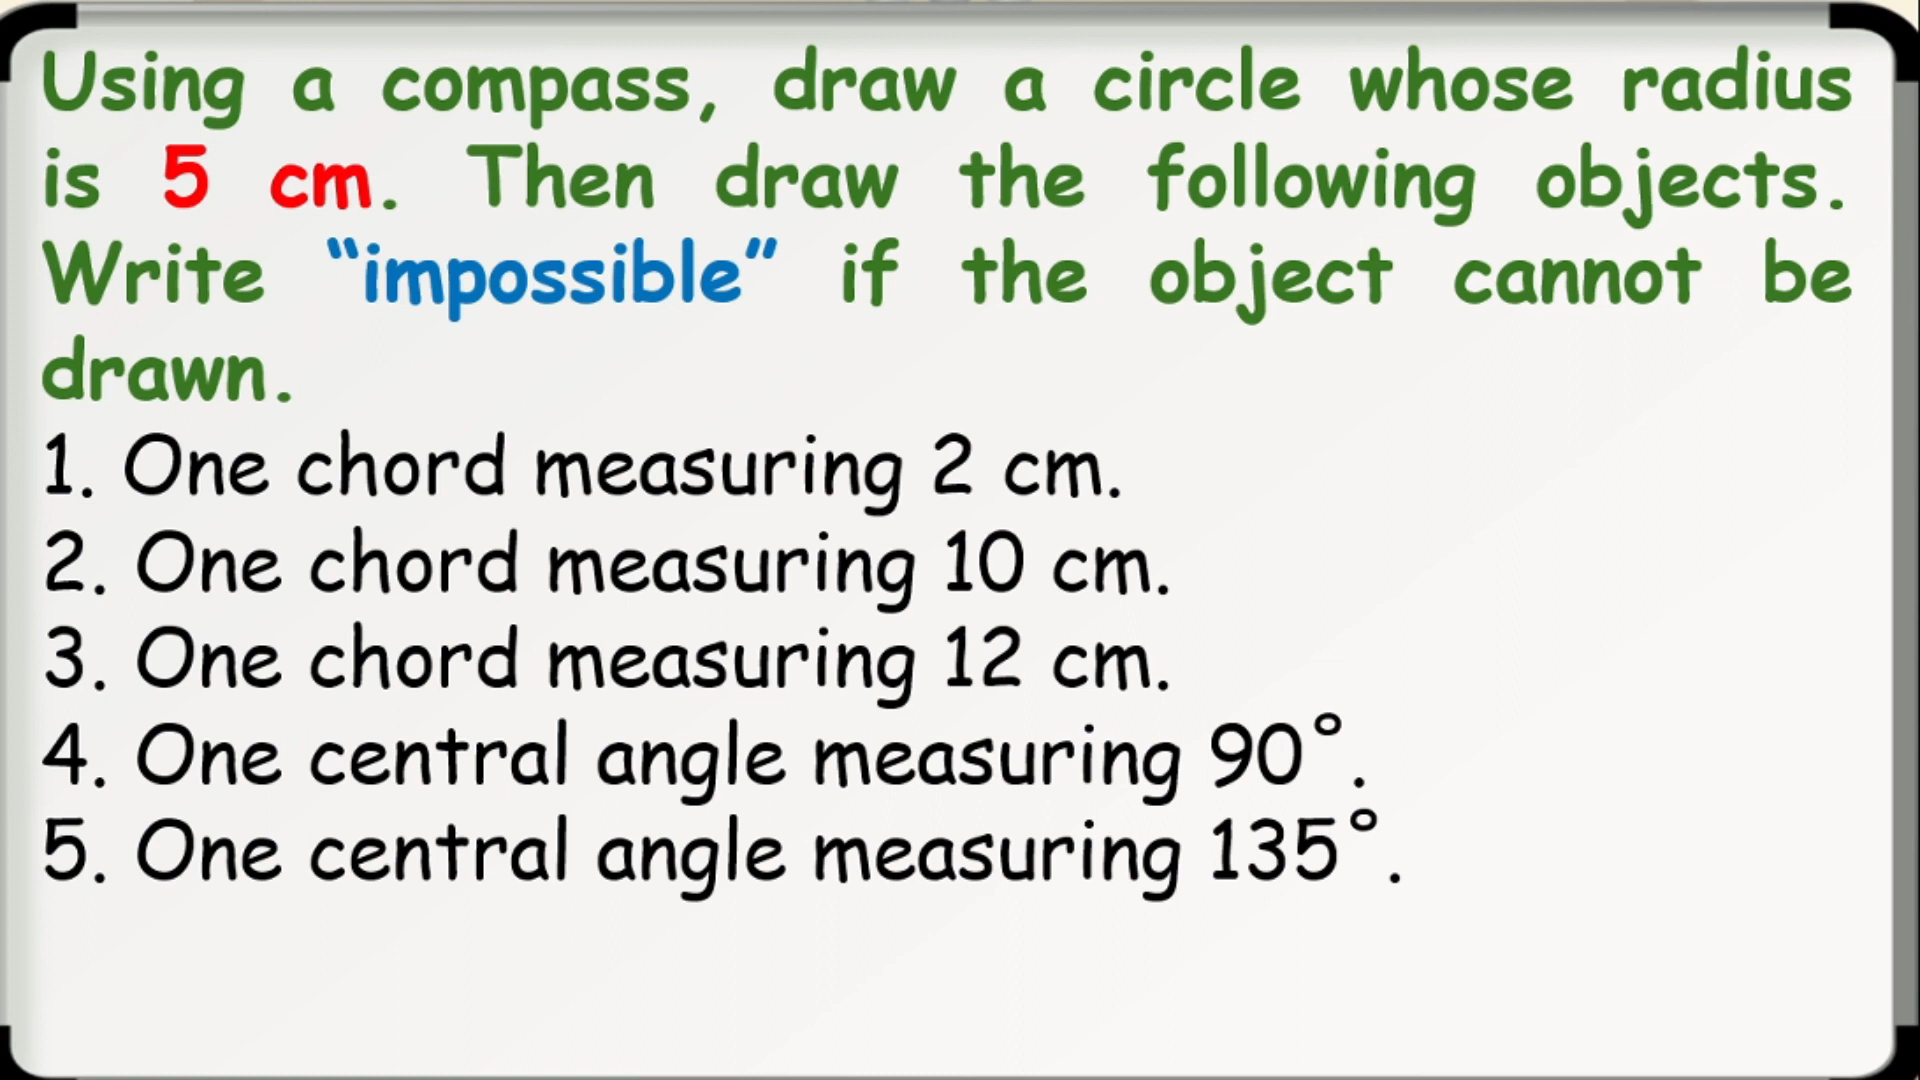 Using a compass, draw a circle whose radius
is 5 cm. Then draw the following objects.
Write “impossible” if the object cannot be
drawn.
1. One chord measuring 2 cm.
2. One chord measuring 10 cm.
3. One chord measuring 12 cm.
4. One central angle measuring 90˚.
5. One central angle measuring 135˚.